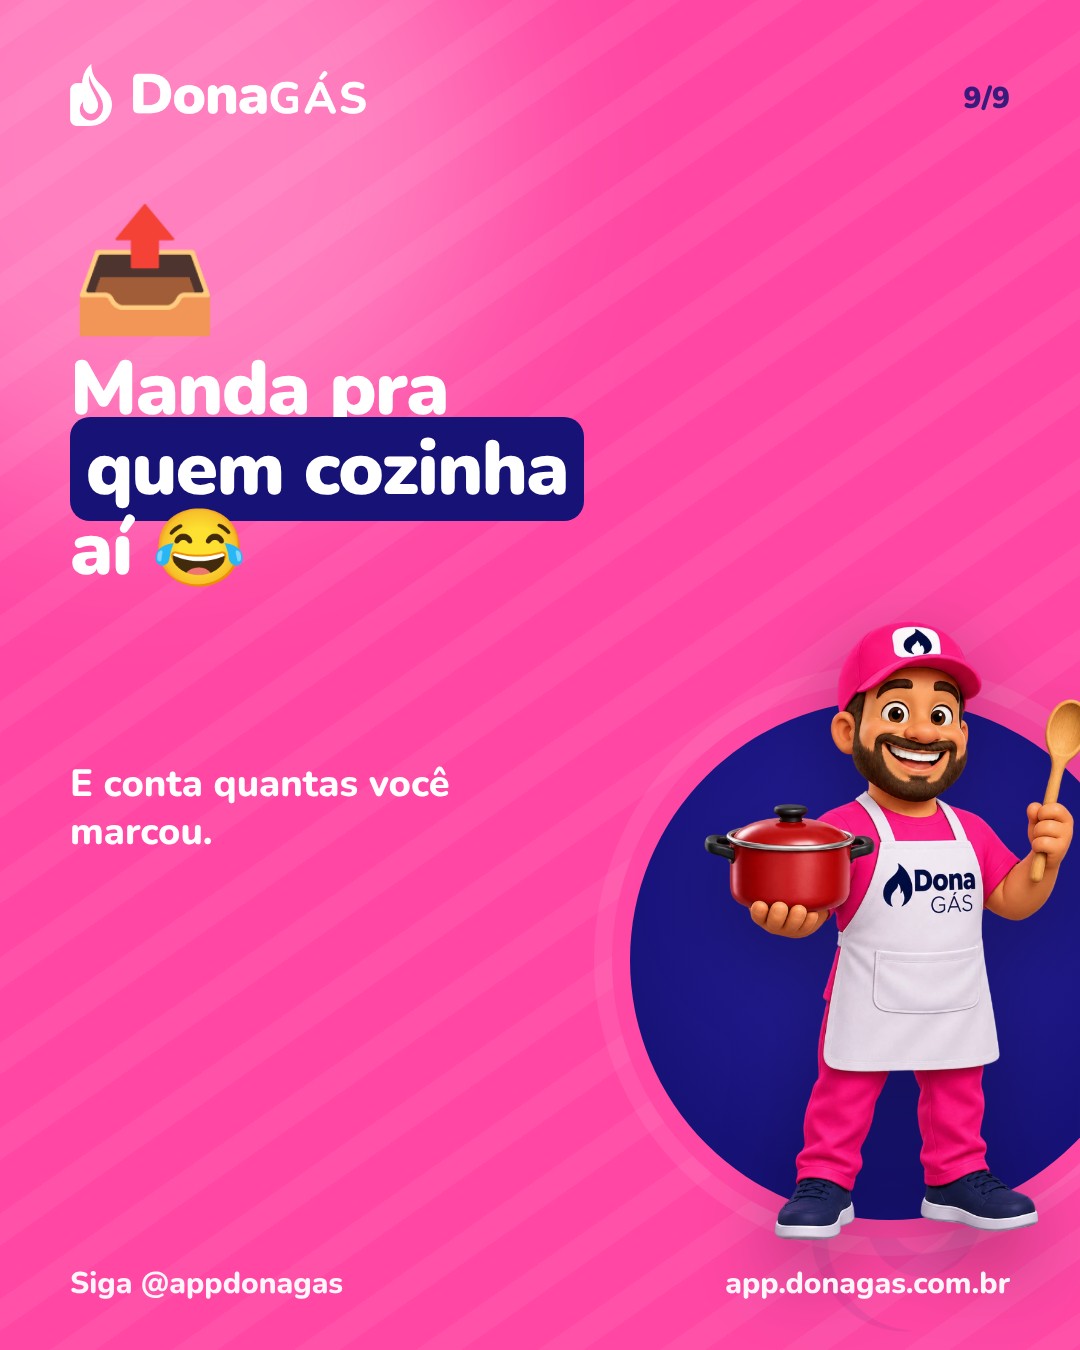 DonaGÁS
9/9
Manda pra
quem cozinha
aí 😂
E conta quantas você
marcou.
Dona
GÁS
Siga @appdonagas
app.donagas.com.br